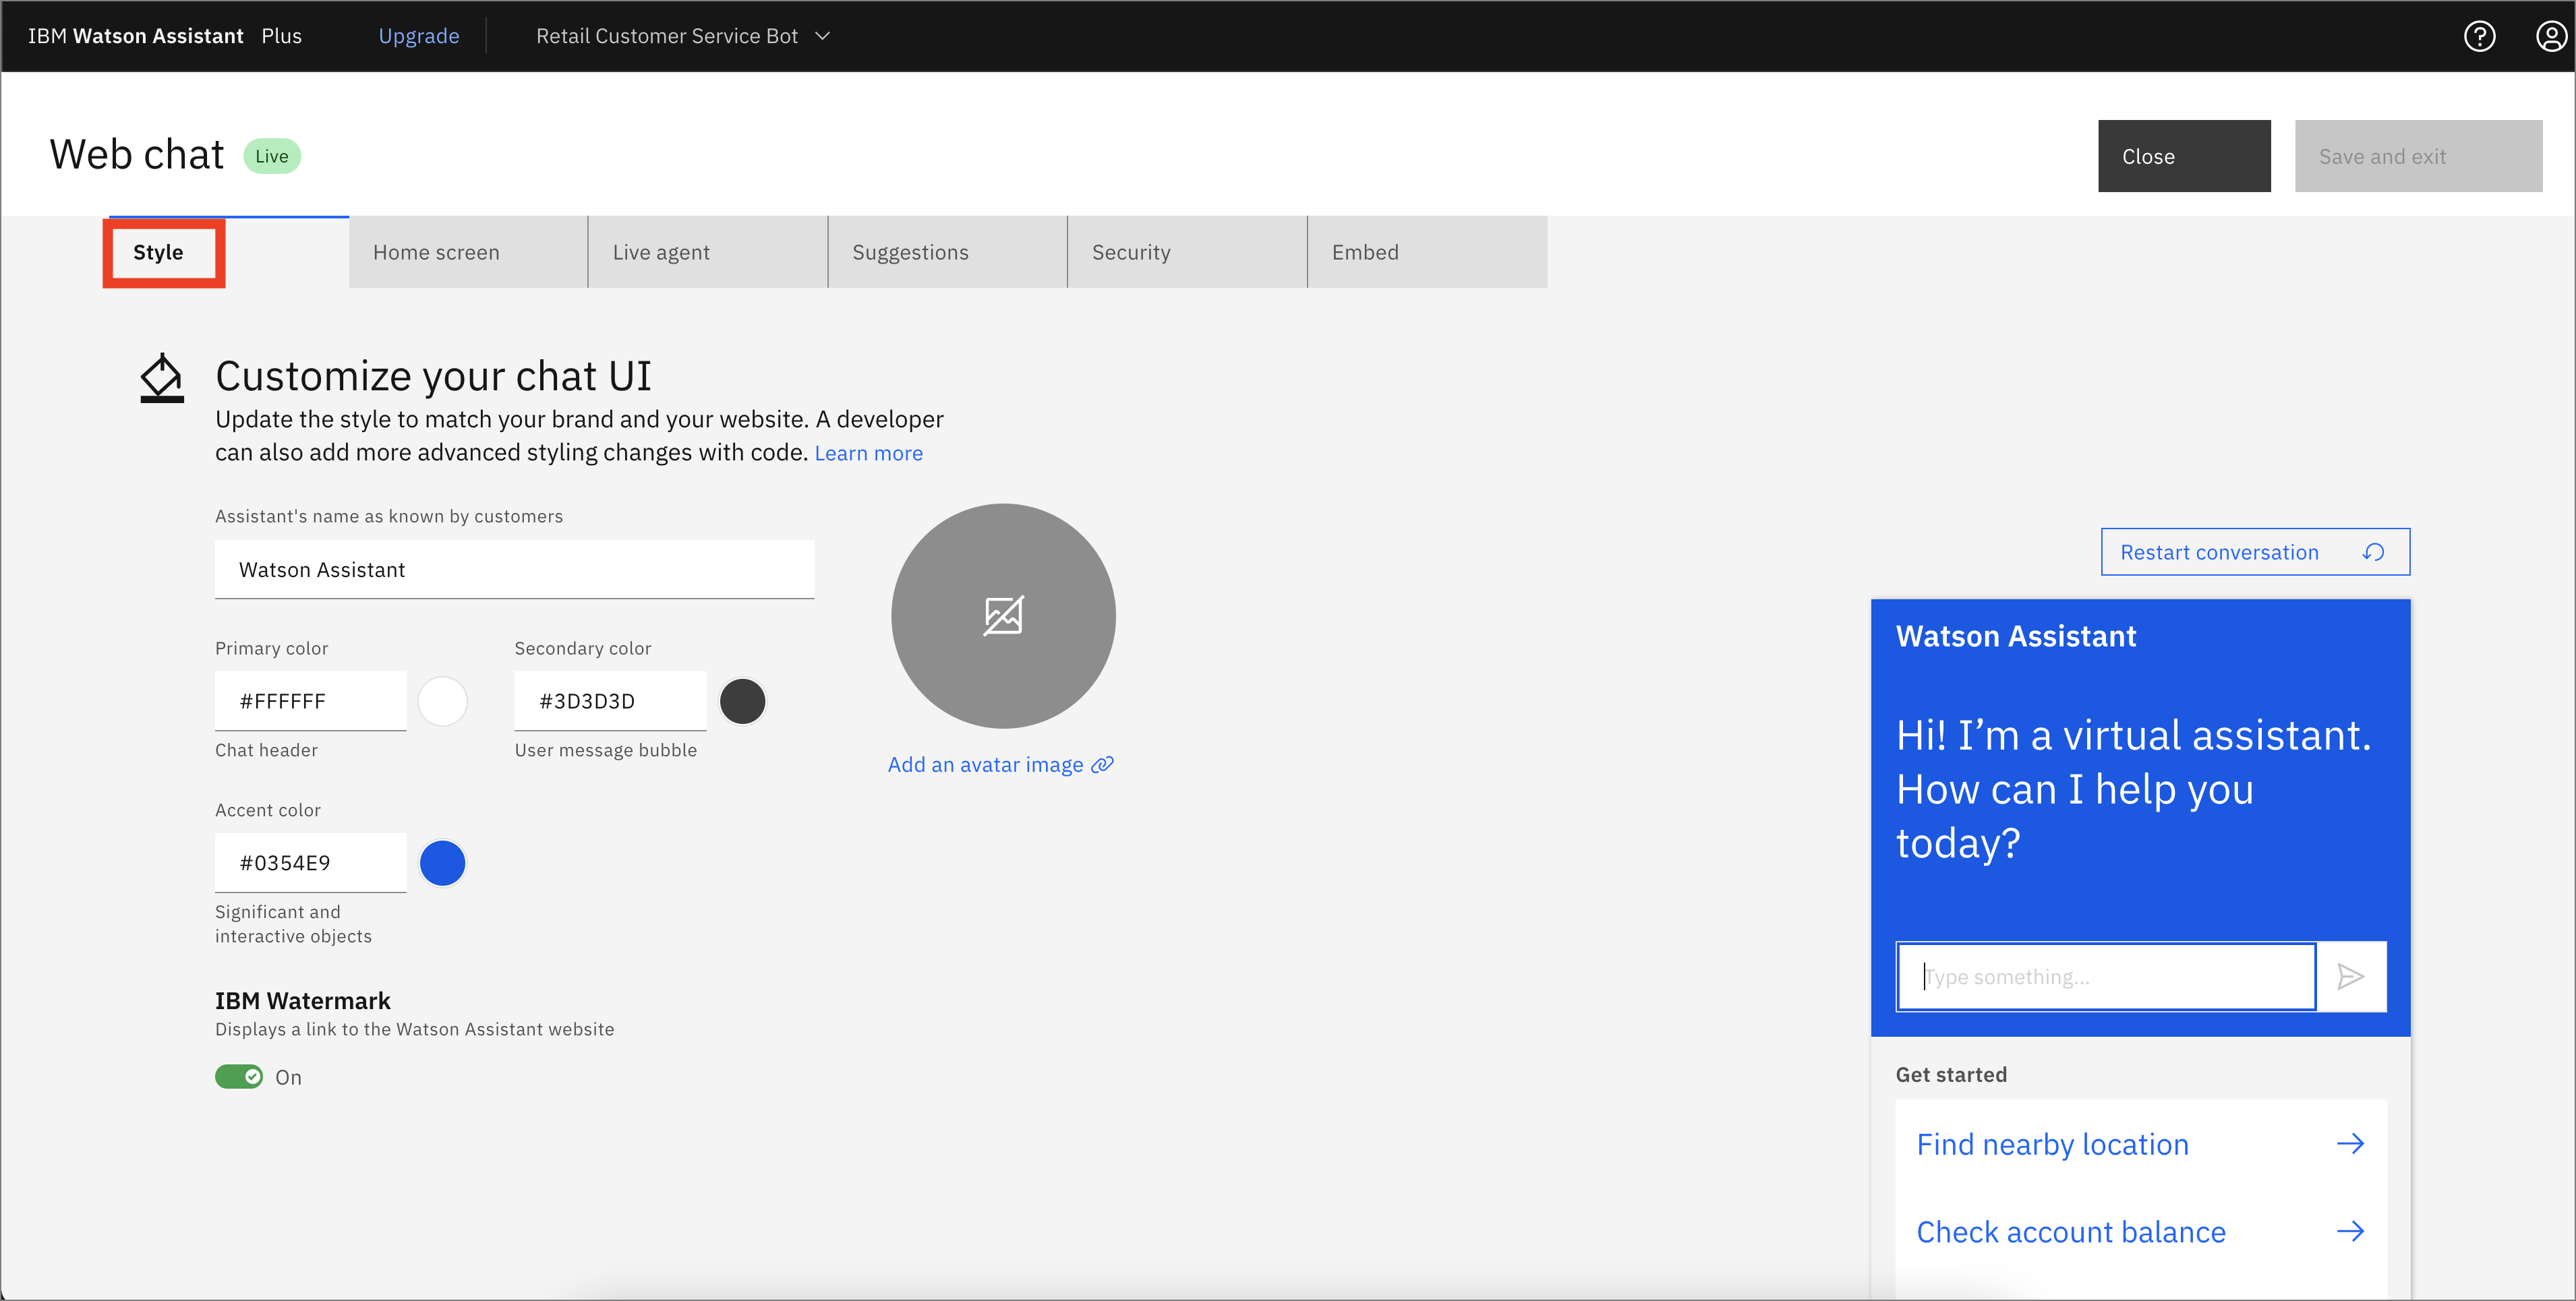 IBM Watson Assistant Plus Upgrade Retail Customer Service Bot
Web chat Live Close Save and exit
Style Home screen Live agent Suggestions Security Embed
Customize your chat UI
Update the style to match your brand and your website. A developer
can also add more advanced styling changes with code. Learn more
Assistant's name as known by customers
Watson Assistant
Primary color Secondary color
#FFFFFF #3D3D3D
Chat header User message bubble
Add an avatar image
Accent color
#0354E9
Significant and
interactive objects
IBM Watermark
Displays a link to the Watson Assistant website
On
Restart conversation
Watson Assistant
Hi! I’m a virtual assistant.
How can I help you
today?
Type something...
Get started
Find nearby location
Check account balance